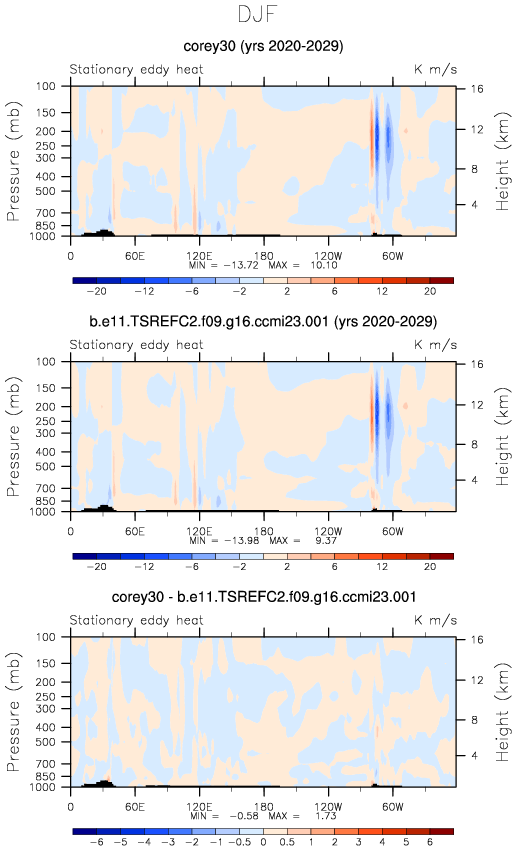 DJF
corey30 (yrs 2020-2029)
Stationary eddy heat K m/s
Pressure (mb)
100
150
200
250
300
400
500
700
850
1000
Height (km)
16
12
8
4
0 60E 120E 180 120W 60W
MIN = -13.72 MAX = 10.10
-20 -12 -6 -2 2 6 12 20
b.e11.TSREFC2.f09.g16.ccmi23.001 (yrs 2020-2029)
Stationary eddy heat K m/s
Pressure (mb)
100
150
200
250
300
400
500
700
850
1000
Height (km)
16
12
8
4
0 60E 120E 180 120W 60W
MIN = -13.98 MAX = 9.37
-20 -12 -6 -2 2 6 12 20
corey30 - b.e11.TSREFC2.f09.g16.ccmi23.001
Stationary eddy heat K m/s
Pressure (mb)
100
150
200
250
300
400
500
700
850
1000
Height (km)
16
12
8
4
0 60E 120E 180 120W 60W
MIN = -0.58 MAX = 1.73
-6 -5 -4 -3 -2 -1 -0.5 0 0.5 1 2 3 4 5 6